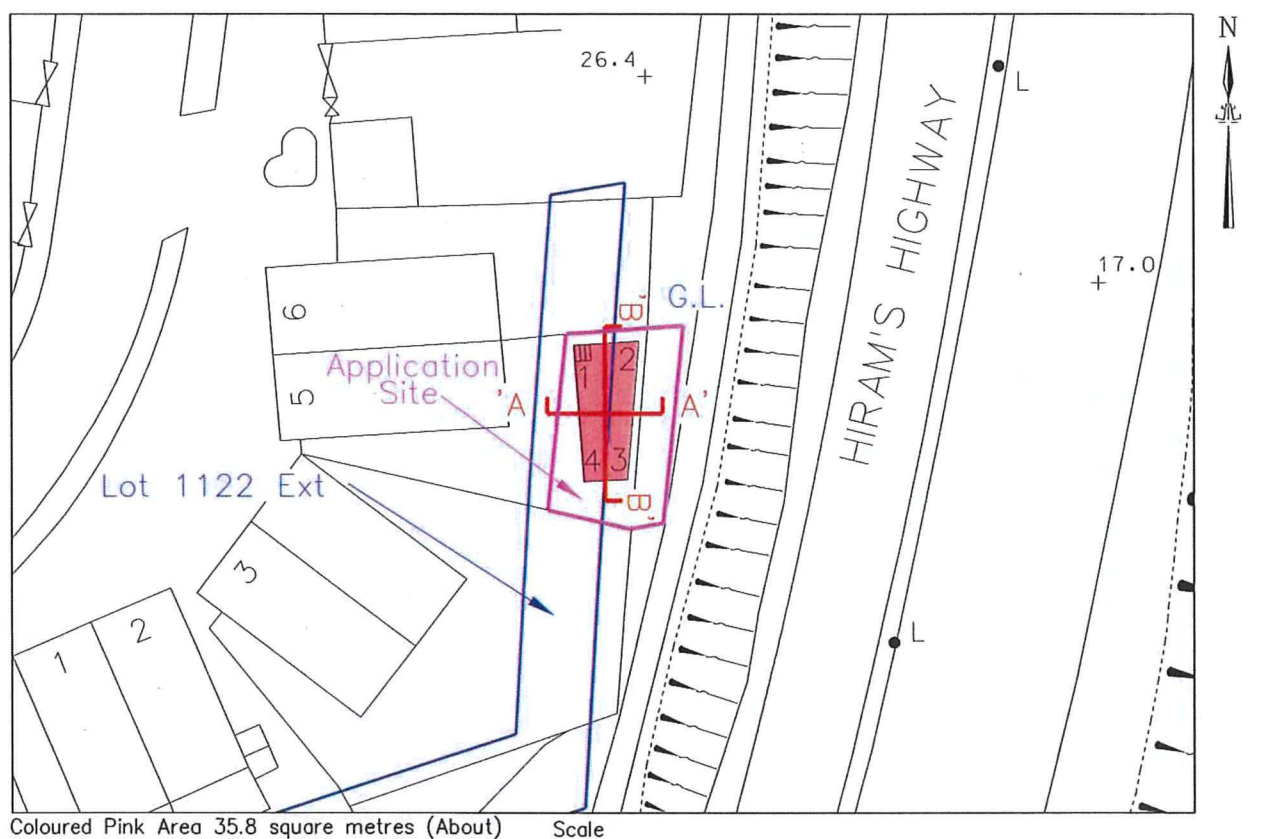 N
26.4
L
HIRAM'S HIGHWAY
17.0
'B'
G.L.
6
Application
Site
1
2
5
'A
A'
4
3
Lot 1122 Ext
'B'
3
2
1
L
Coloured Pink Area 35.8 square metres (About)
Scale